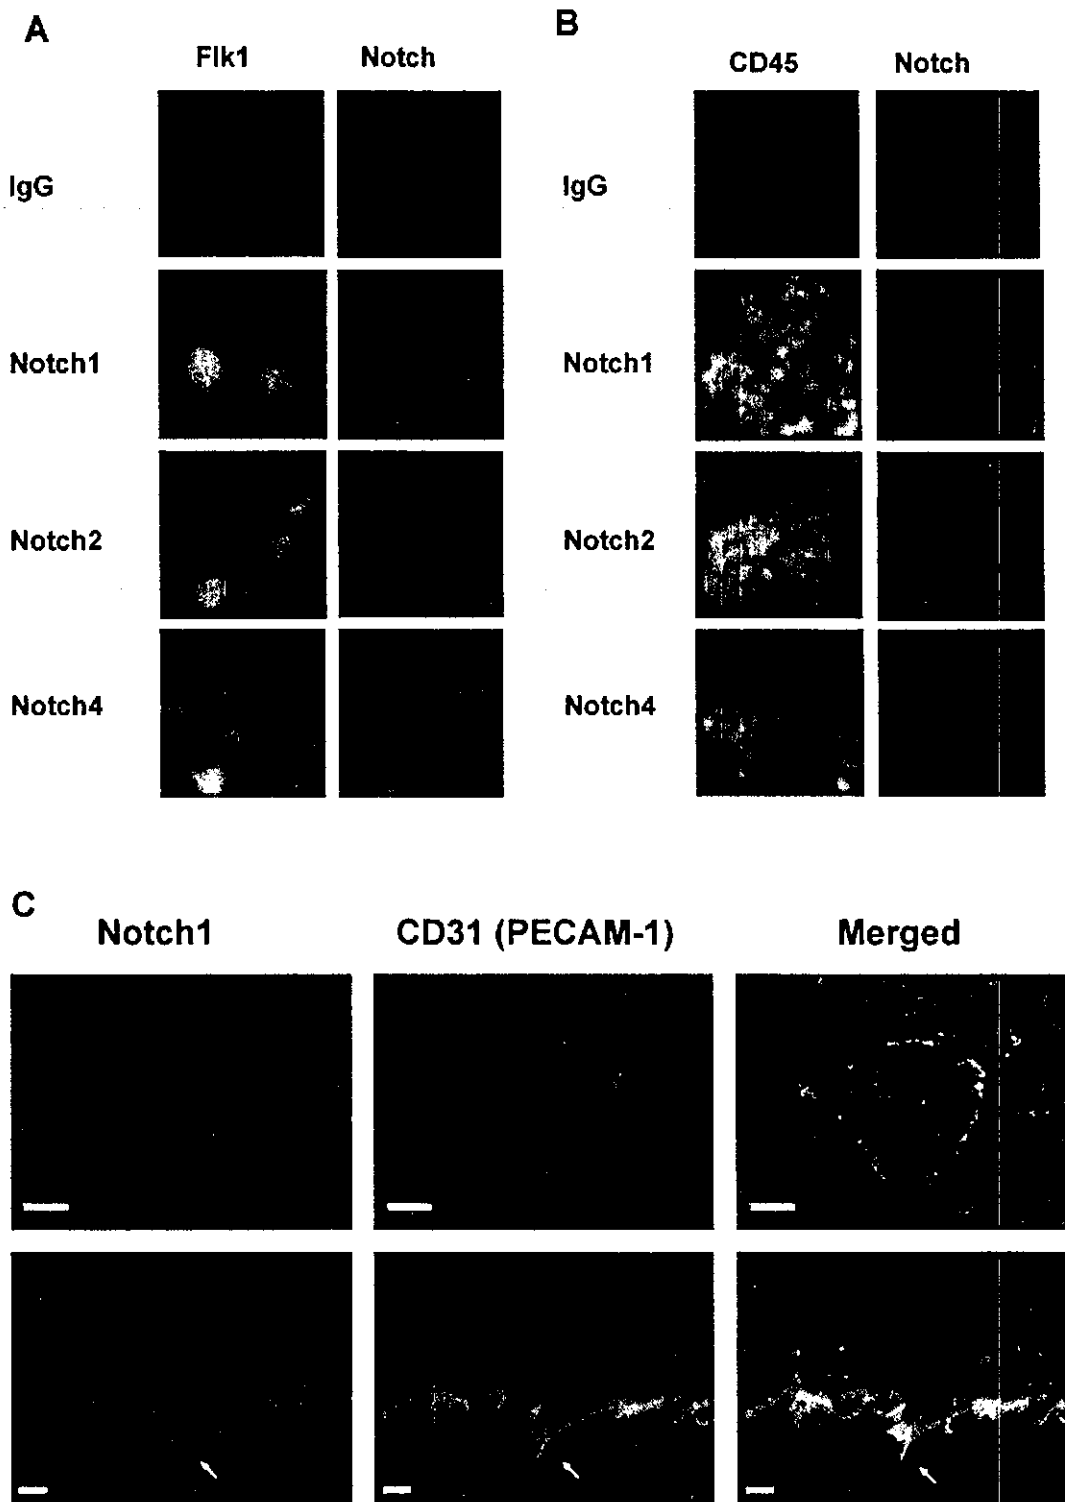 A
Flk1 Notch
IgG
Notch1
Notch2
Notch4
B
CD45 Notch
IgG
Notch1
Notch2
Notch4
C
Notch1 CD31 (PECAM-1) Merged